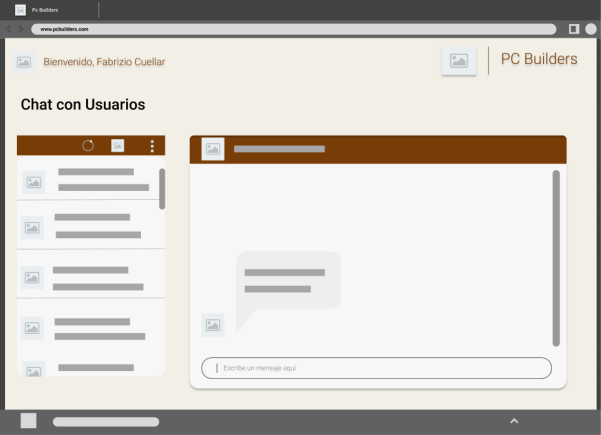 Pc Builders
www.pcbuilders.com
Bienvenido, Fabrizio Cuellar
PC Builders
Chat con Usuarios
Escribe un mensaje aquí